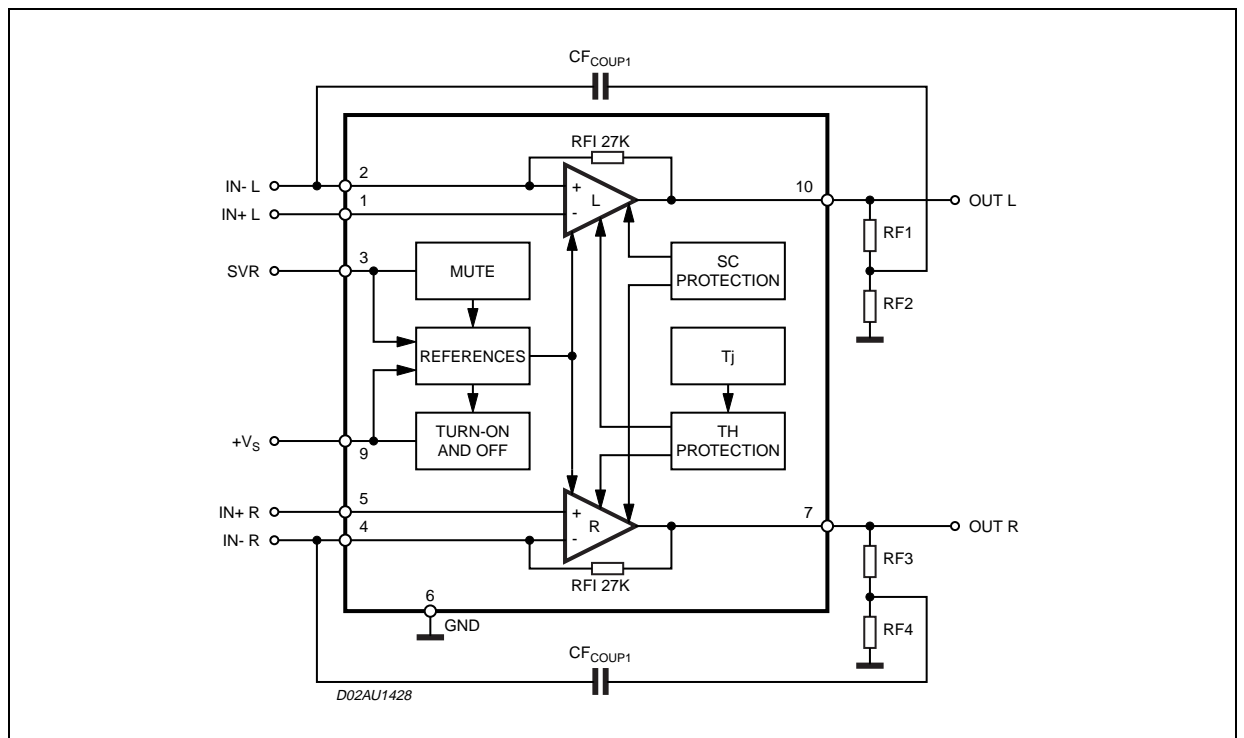 CFCOUP1
RFI 27K
IN- L
2
+
L
-
10
OUT L
IN+ L
1
RF1
SVR
3
MUTE
SC
PROTECTION
RF2
REFERENCES
Tj
+VS
9
TURN-ON
AND OFF
TH
PROTECTION
IN+ R
5
+
R
-
7
OUT R
IN- R
4
RFI 27K
RF3
6
GND
RF4
CFCOUP1
D02AU1428